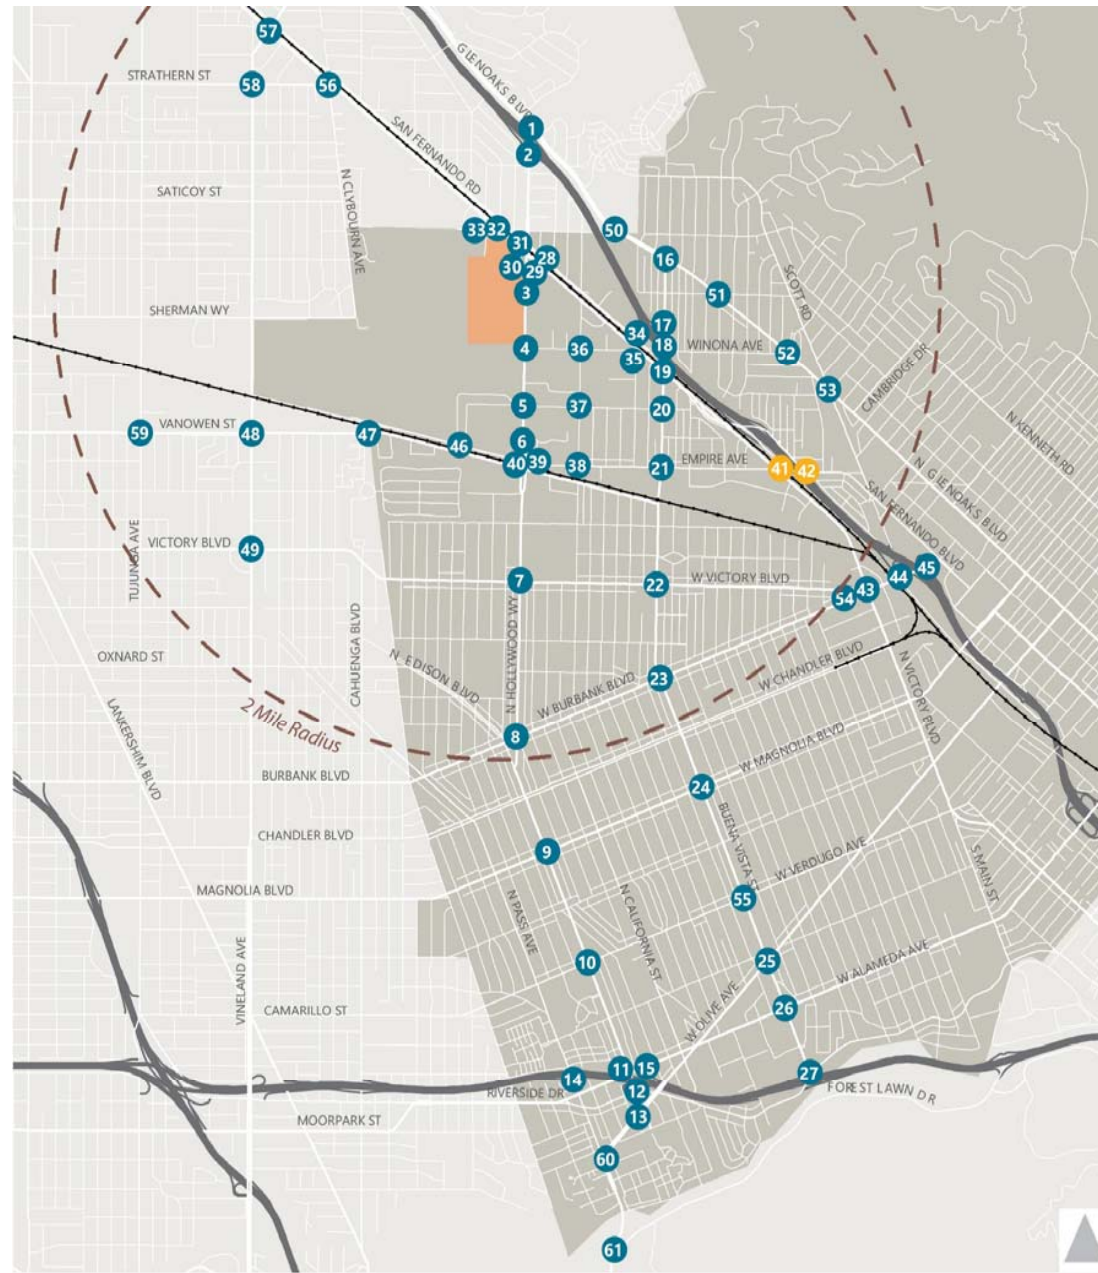 57
GLENOAKS BLVD
STRATHERN ST
58
56
1
SAN FERNANDO RD
2
SATICOY ST
N CLYBOURN AVE
33
32
50
31
28
16
30
29
SCOTT RD
3
51
SHERMAN WY
34
17
4
36
18
WINONA AVE
52
35
19
CAMBRIDGE DR
53
5
37
20
N KENNETH RD
59
VANOWEN ST
48
47
6
46
40
39
38
21
EMPIRE AVE
41
42
N GLENOAKS BLVD
SAN FERNANDO BLVD
TUJUNGA AVE
VICTORY BLVD
49
45
7
22
W VICTORY BLVD
44
43
54
CAHUENGA BLVD
N HOLLYWOOD WY
OXNARD ST
N EDISON BLVD
W BURBANK BLVD
23
W CHANDLER BLVD
N VICTORY BLVD
2 Mile Radius
8
LANKERSHIM BLVD
W MAGNOLIA BLVD
BURBANK BLVD
24
BUENA VISTA ST
CHANDLER BLVD
9
W VERDUGO AVE
S MAIN ST
MAGNOLIA BLVD
55
N PASS AVE
N CALIFORNIA ST
VINELAND AVE
10
25
W ALAMEDA AVE
CAMARILLO ST
W OLIVE AVE
26
11
15
27
14
RIVERSIDE DR
12
FOREST LAWN DR
MOORPARK ST
13
60
61